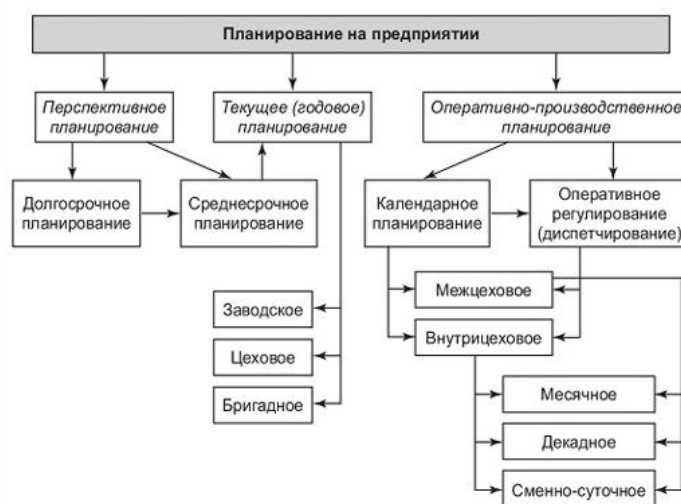 Планирование на предприятии
Перспективное
планирование
Текущее (годовое)
планирование
Оперативно-производственное
планирование
Долгосрочное
планирование
Среднесрочное
планирование
Календарное
планирование
Оперативное
регулирование
(диспетчирование)
Межцеховое
Заводское
Внутрицеховое
Цеховое
Месячное
Бригадное
Декадное
Сменно-суточное